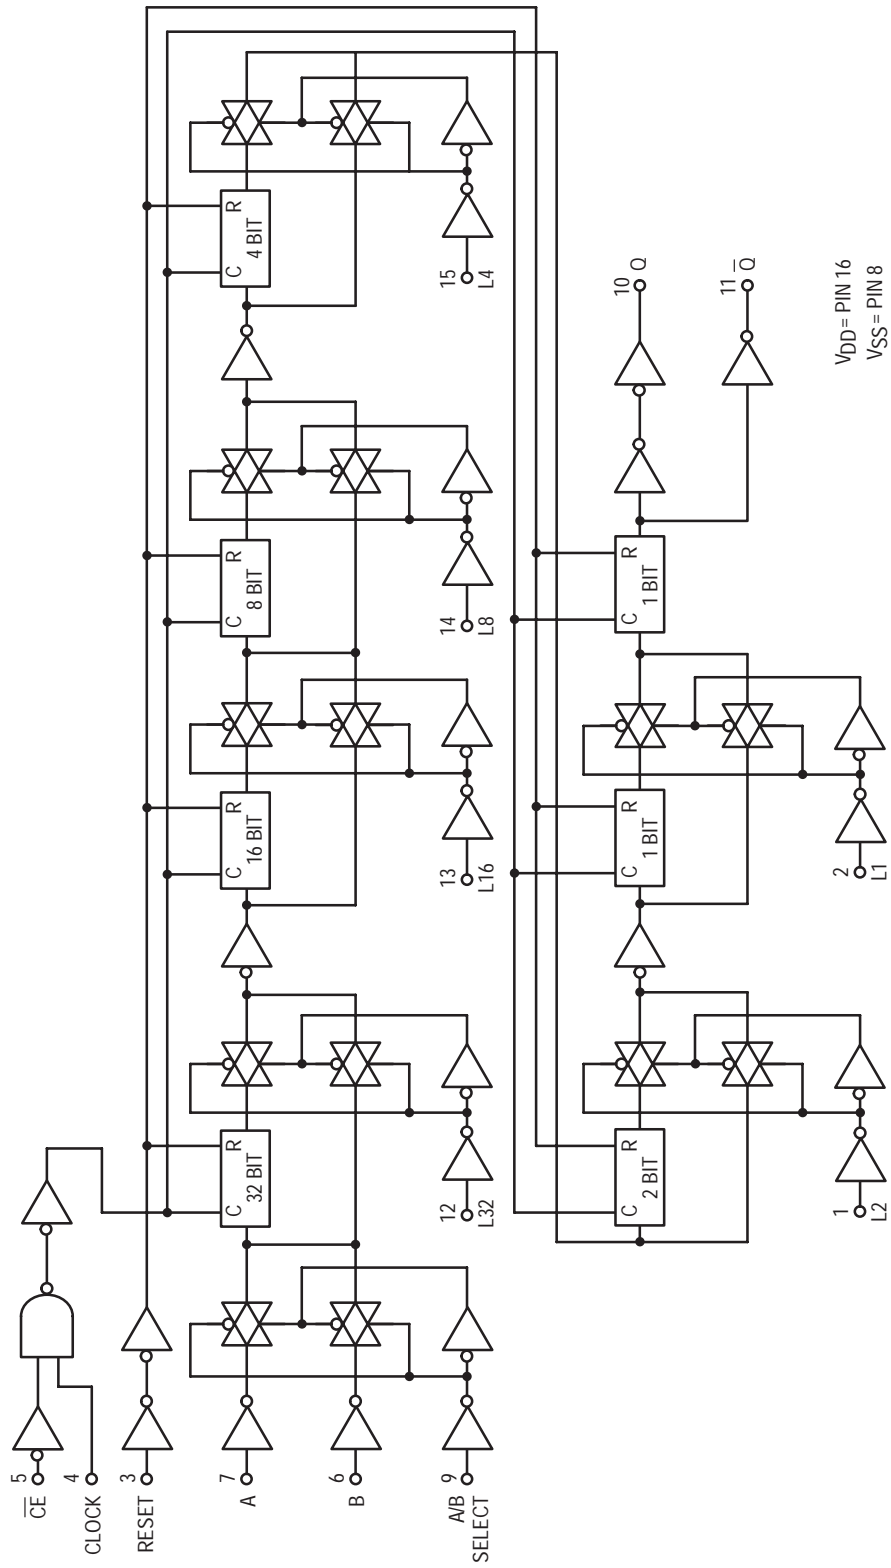 5
CE
4
CLOCK
3
RESET
7
A
6
B
9
A/B
SELECT
C
R
32 BIT
12
L32
C
R
16 BIT
13
L16
C
R
8 BIT
14
L8
C
R
4 BIT
15
L4
C
R
2 BIT
1
L2
C
R
1 BIT
2
L1
C
R
1 BIT
10
Q
11
Q
VDD = PIN 16
VSS = PIN 8